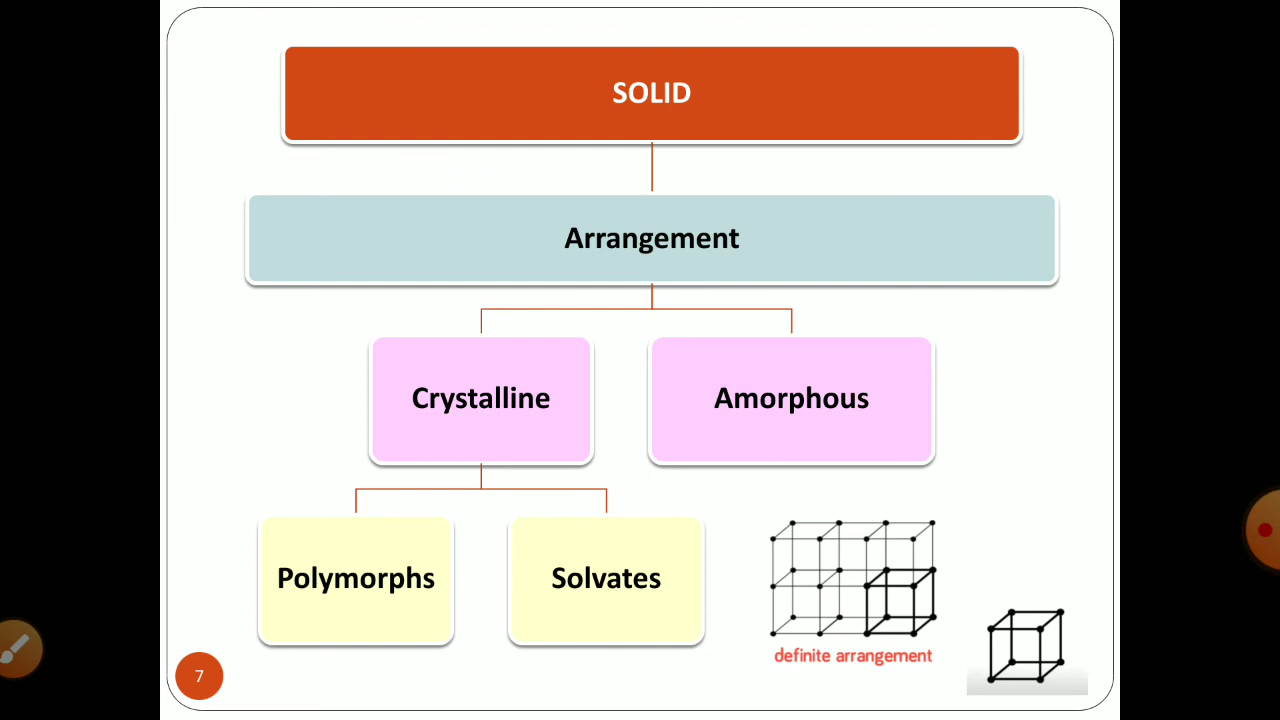 SOLID
Arrangement
Crystalline
Amorphous
Polymorphs
Solvates
definite arrangement
7